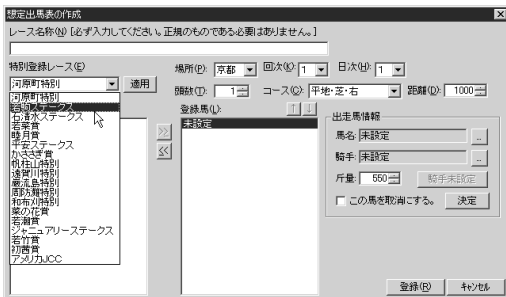 想定出馬表の作成
レース名称(N) [必ず入力してください。正規のものである必要はありません。]
特別登録レース(E)
河原町特別
適用
河原町特別
若駒ステークス
石清水ステークス
若菜賞
睦月賞
平安ステークス
かささぎ賞
帆柱山特別
遠賀川特別
巌流島特別
周防灘特別
和布刈特別
菜の花賞
若潮賞
ジャニュアリーステークス
若竹賞
初茜賞
アメリカJCC
場所(P): 京都 回次(K): 1 日次(H): 1
頭数(T): 1 コース(C): 平地・芝・右 距離(D): 1000
登録馬(L):
未設定
出走馬情報
馬名: 未設定
騎手: 未設定
斤量: 550 騎手未設定
この馬を取消にする。 決定
登録(R) キャンセル